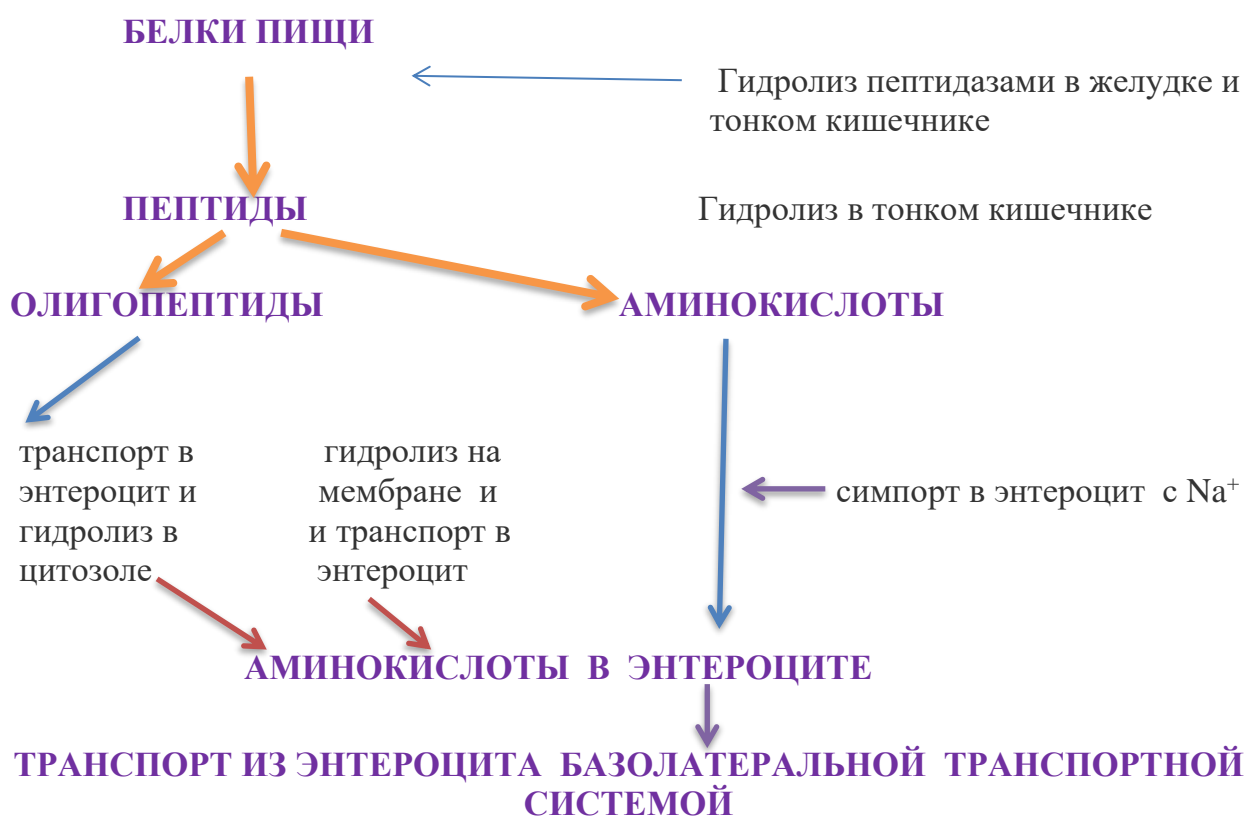 БЕЛКИ ПИЩИ
Гидролиз пептидазами в желудке и
тонком кишечнике
ПЕПТИДЫ
Гидролиз в тонком кишечнике
ОЛИГОПЕПТИДЫ
АМИНОКИСЛОТЫ
транспорт в
энтероцит и
гидролиз в
цитозоле
гидролиз на
мембране и
и транспорт в
энтероцит
симпорт в энтероцит с Na⁺
АМИНОКИСЛОТЫ В ЭНТЕРОЦИТЕ
ТРАНСПОРТ ИЗ ЭНТЕРОЦИТА БАЗОЛАТЕРАЛЬНОЙ ТРАНСПОРТНОЙ
СИСТЕМОЙ